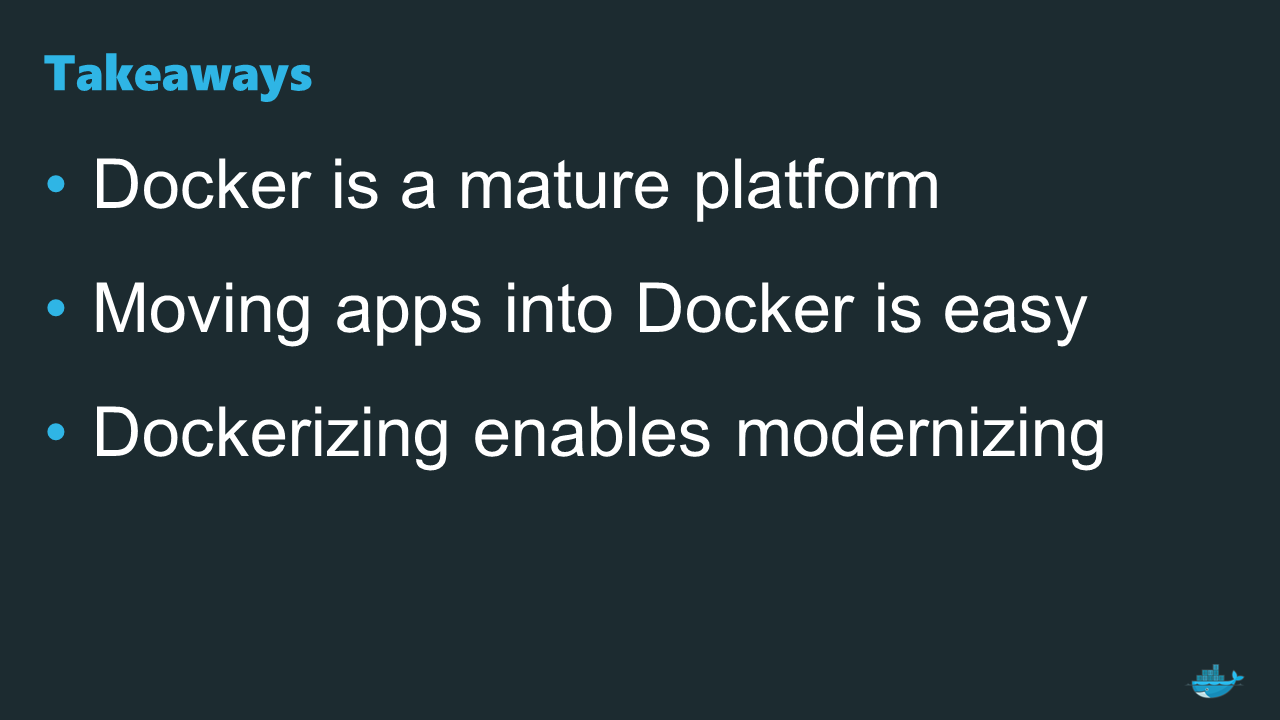 Takeaways
• Docker is a mature platform
• Moving apps into Docker is easy
• Dockerizing enables modernizing